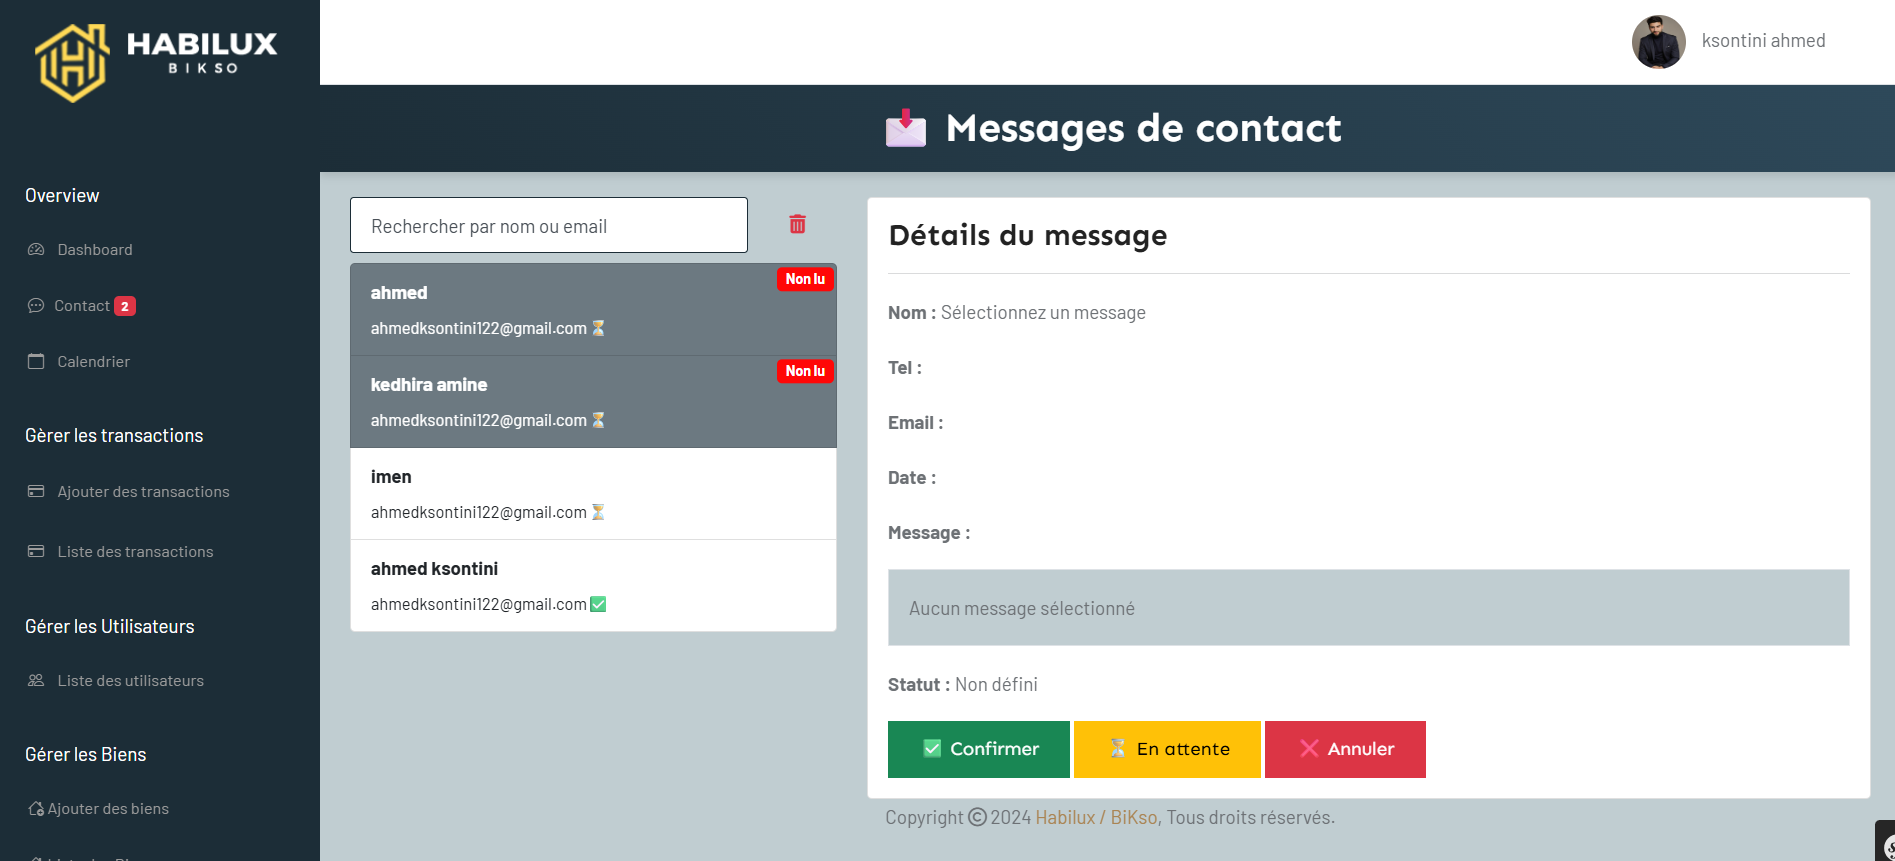 HABILUX
BIKSO
Overview
Dashboard
Contact 2
Calendrier
Gèrer les transactions
Ajouter des transactions
Liste des transactions
Gérer les Utilisateurs
Liste des utilisateurs
Gérer les Biens
Ajouter des biens
ksontini ahmed
Messages de contact
Rechercher par nom ou email
ahmed
Non lu
ahmedksontini122@gmail.com
kedhira amine
Non lu
ahmedksontini122@gmail.com
imen
ahmedksontini122@gmail.com
ahmed ksontini
ahmedksontini122@gmail.com
Détails du message
Nom : Sélectionnez un message
Tel :
Email :
Date :
Message :
Aucun message sélectionné
Statut : Non défini
Confirmer
En attente
Annuler
Copyright © 2024 Habilux / BiKso, Tous droits réservés.